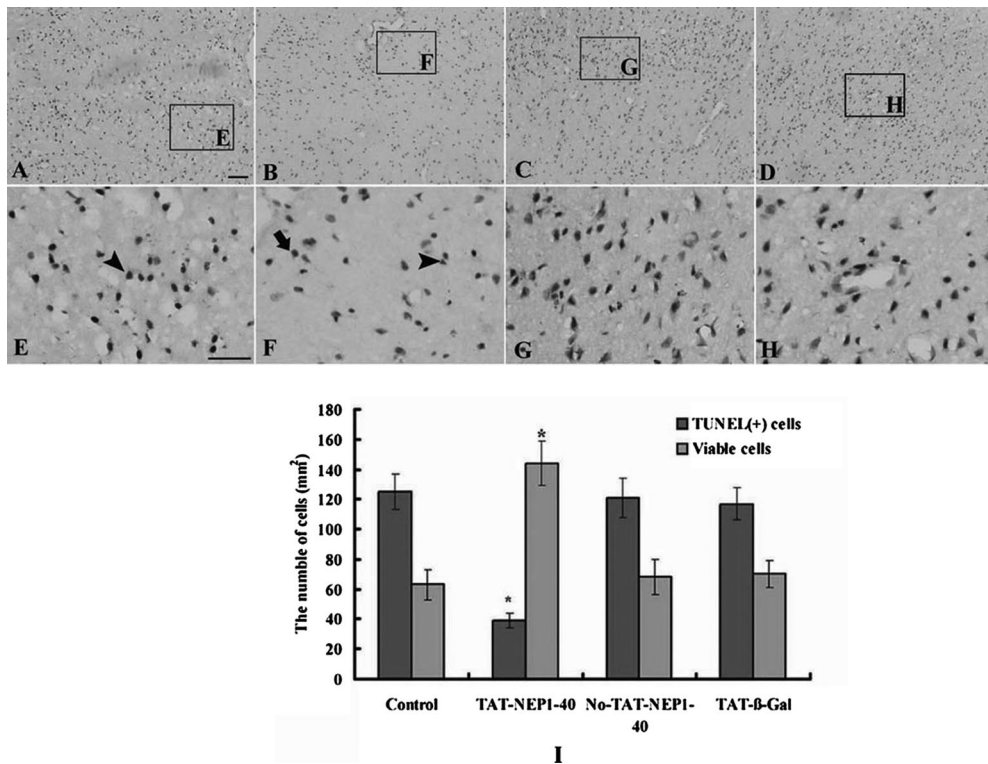 E
F
G
H
A
B
C
D
E
F
G
H
180
160
140
120
100
80
60
40
20
0
The numble of cells (mm²)
TUNEL(+) cells
Viable cells
*
*
Control
TAT-NEP1-40
No-TAT-NEP1-
40
TAT-ß-Gal
I